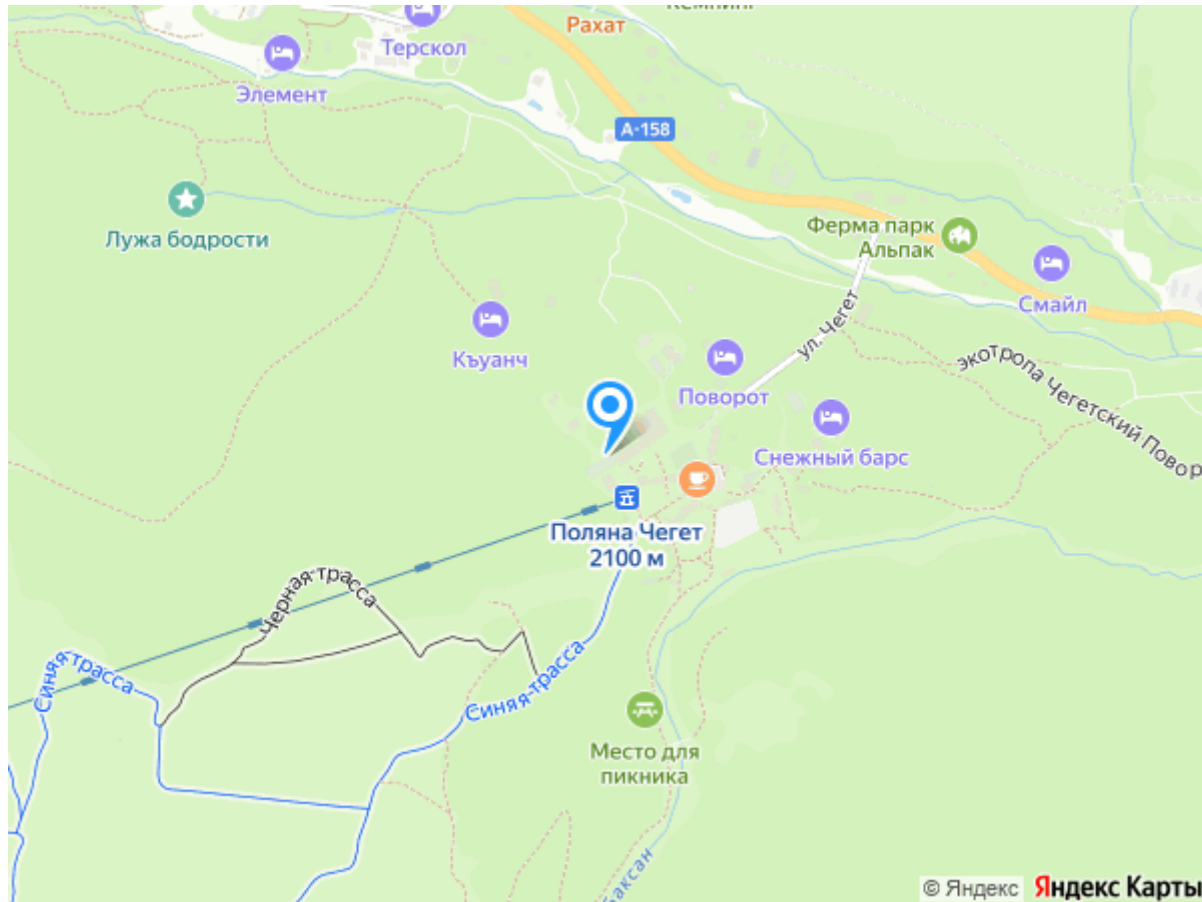 Рахат
Терскол
Элемент
А-158
Лужа бодрости
Ферма парк
Альпак
Смайл
ул. Чегет
экотропа Чегетский Повор
Къуанч
Поворот
Снежный барс
Поляна Чегет
2100 м
Черная трасса
Синяя трасса
Синяя трасса
Место для
пикника
баксан
© Яндекс
Яндекс Карты